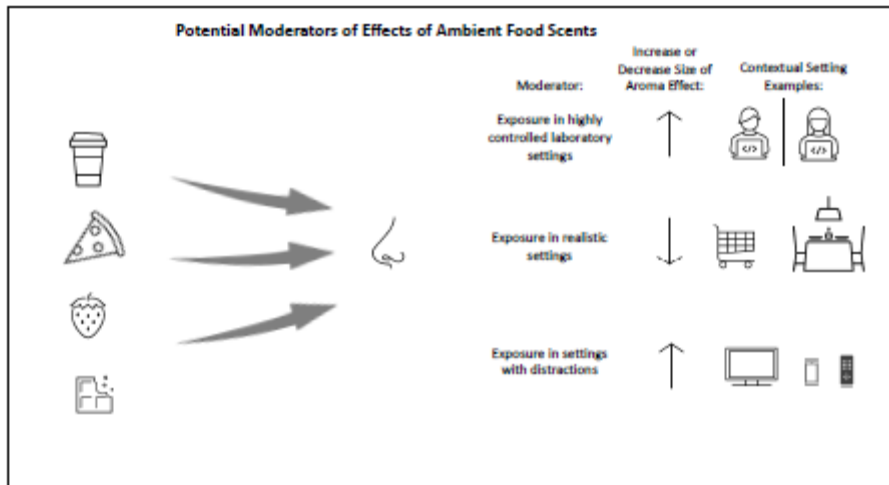 Potential Moderators of Effects of Ambient Food Scents
Moderator:
Increase or
Decrease Size of
Aroma Effect:
Contextual Setting
Examples:
Exposure in highly
controlled laboratory
settings
</>
</>
Exposure in realistic
settings
Exposure in settings
with distractions